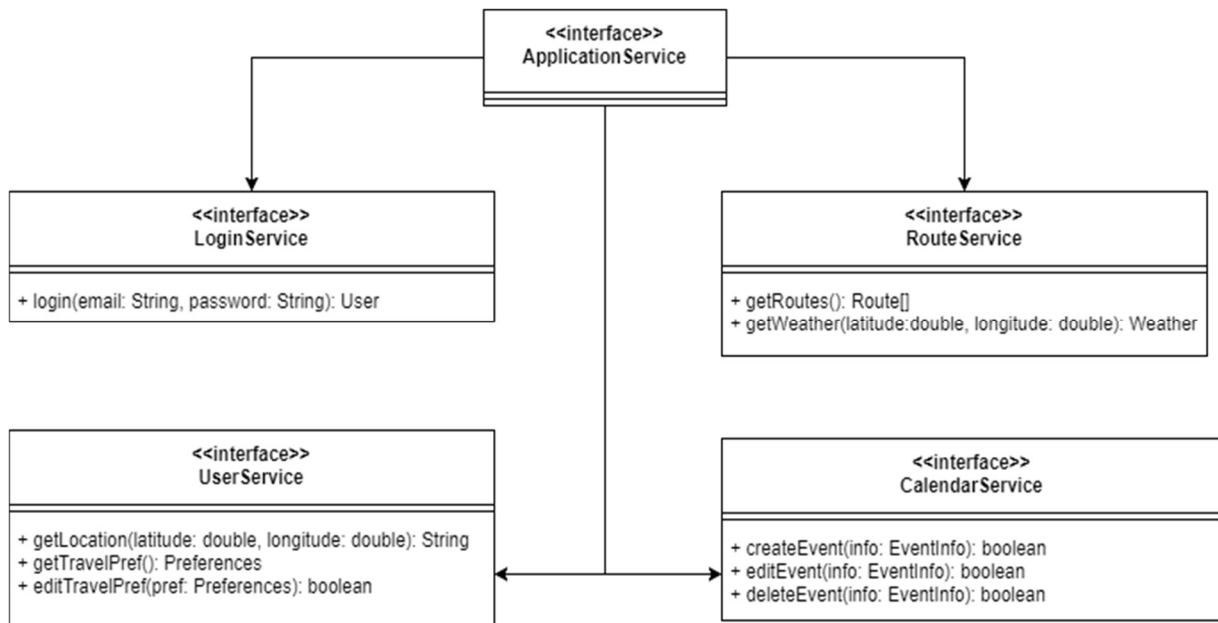 <<interface>>
ApplicationService
<<interface>>
LoginService
+ login(email: String, password: String): User
<<interface>>
RouteService
+ getRoutes(): Route[]
+ getWeather(latitude:double, longitude: double): Weather
<<interface>>
UserService
+ getLocation(latitude: double, longitude: double): String
+ getTravelPref(): Preferences
+ editTravelPref(pref: Preferences): boolean
<<interface>>
CalendarService
+ createEvent(info: EventInfo): boolean
+ editEvent(info: EventInfo): boolean
+ deleteEvent(info: EventInfo): boolean